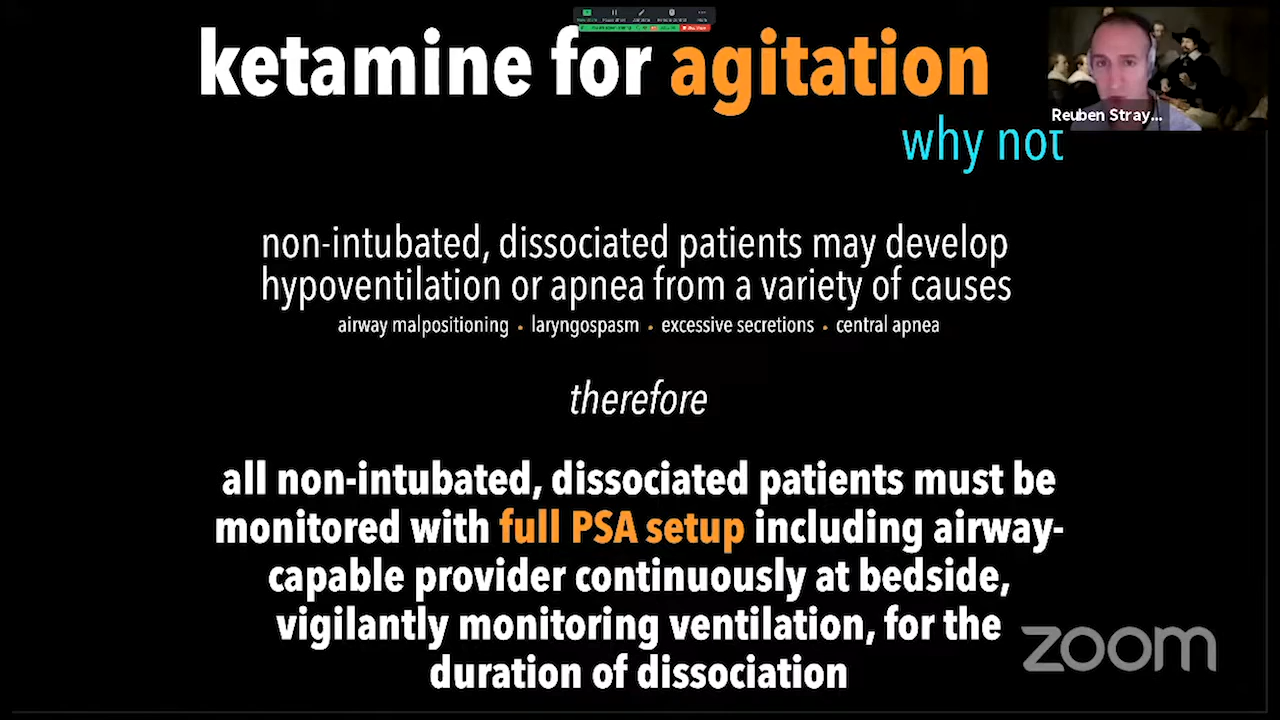 ketamine for agitation
Reuben Stray...
why not
non-intubated, dissociated patients may develop
hypoventilation or apnea from a variety of causes
airway malpositioning • laryngospasm • excessive secretions • central apnea
therefore
all non-intubated, dissociated patients must be
monitored with full PSA setup including airway-
capable provider continuously at bedside,
vigilantly monitoring ventilation, for the
duration of dissociation
zoom